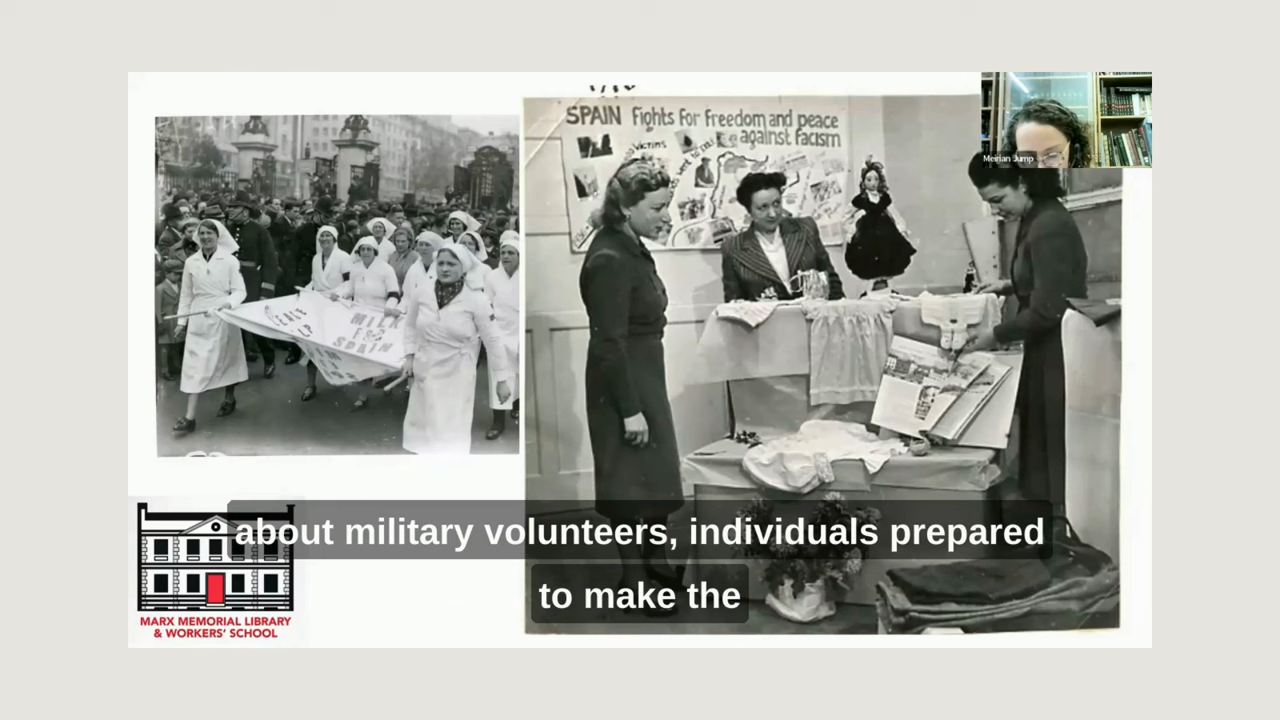 SPAIN Fights for Freedom and peace
against Facism
VICTIMS
Meirian Jump
MILK
FOR
SPAIN
about military volunteers, individuals prepared
to make the
MARX MEMORIAL LIBRARY
& WORKERS' SCHOOL